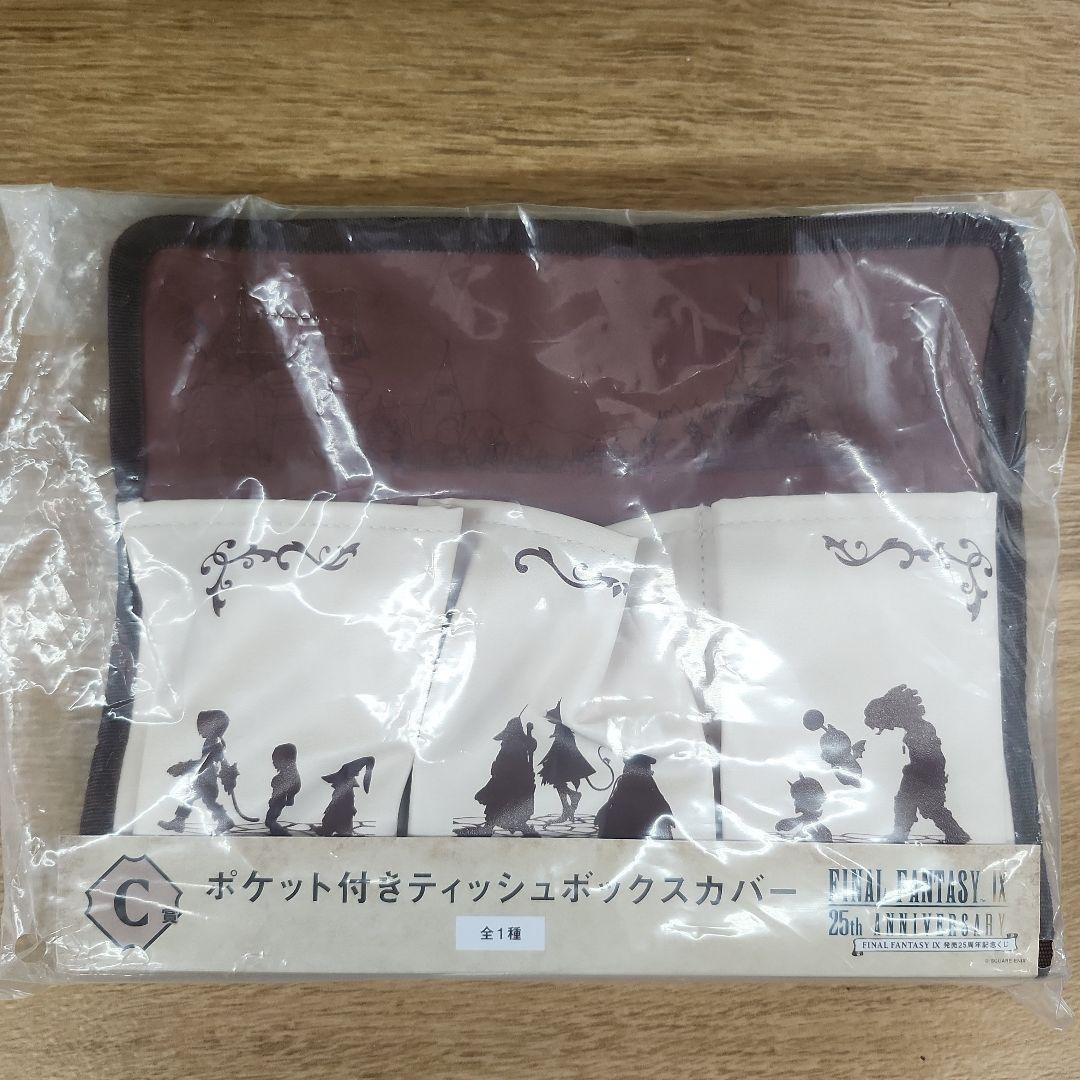 C賞
ポケット付きティッシュボックスカバー
全1種
FINAL FANTASY IX
25th ANNIVERSARY
FINAL FANTASY IX 発売25周年記念くじ
© SQUARE ENIX